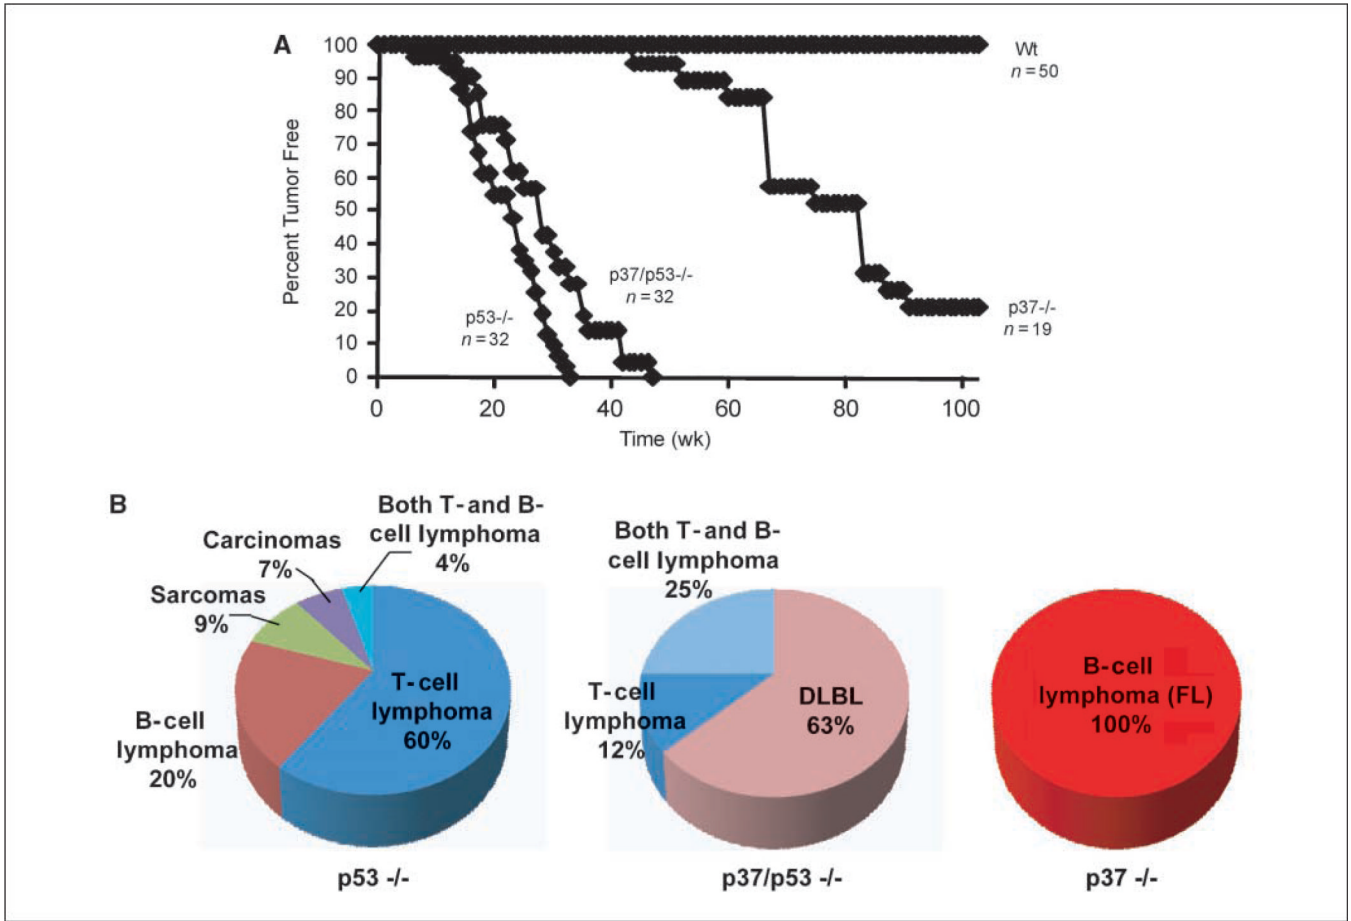 A
100
90
80
70
60
50
40
30
20
10
0
Percent Tumor Free
0 20 40 60 80 100
Time (wk)
Wt
n = 50
p37/p53-/-
n = 32
p53-/-
n = 32
p37-/-
n = 19
B
Both T-and B-
cell lymphoma
4%
Carcinomas
7%
Sarcomas
9%
B-cell
lymphoma
20%
T-cell
lymphoma
60%
p53 -/-
Both T-and B-
cell lymphoma
25%
T-cell
lymphoma
12%
DLBL
63%
p37/p53 -/-
B-cell
lymphoma (FL)
100%
p37 -/-